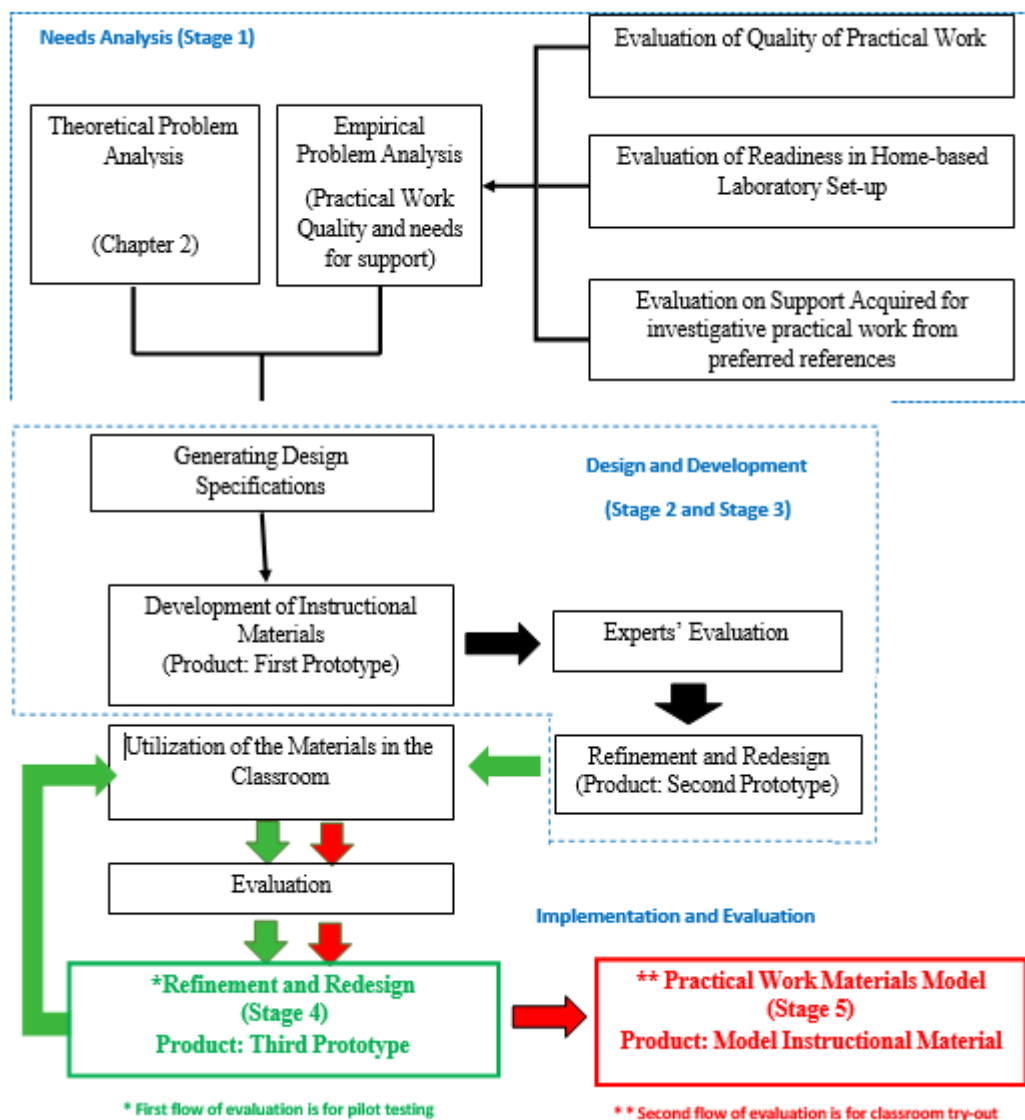 Needs Analysis (Stage 1)
Evaluation of Quality of Practical Work
Theoretical Problem
Analysis
(Chapter 2)
Empirical
Problem Analysis
(Practical Work
Quality and needs
for support)
Evaluation of Readiness in Home-based
Laboratory Set-up
Evaluation on Support Acquired for
investigative practical work from
preferred references
Generating Design
Specifications
Design and Development
(Stage 2 and Stage 3)
Development of Instructional
Materials
(Product: First Prototype)
Experts’ Evaluation
Utilization of the Materials in the
Classroom
Refinement and Redesign
(Product: Second Prototype)
Evaluation
Implementation and Evaluation
*Refinement and Redesign
(Stage 4)
Product: Third Prototype
** Practical Work Materials Model
(Stage 5)
Product: Model Instructional Material
* First flow of evaluation is for pilot testing
* * Second flow of evaluation is for classroom try-out